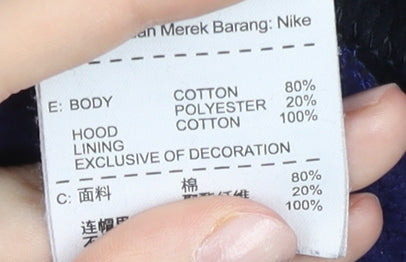 Merek Barang: Nike
E: BODY COTTON 80%
POLYESTER 20%
HOOD COTTON 100%
LINING
EXCLUSIVE OF DECORATION
C: 面料 棉 80%
20%
100%